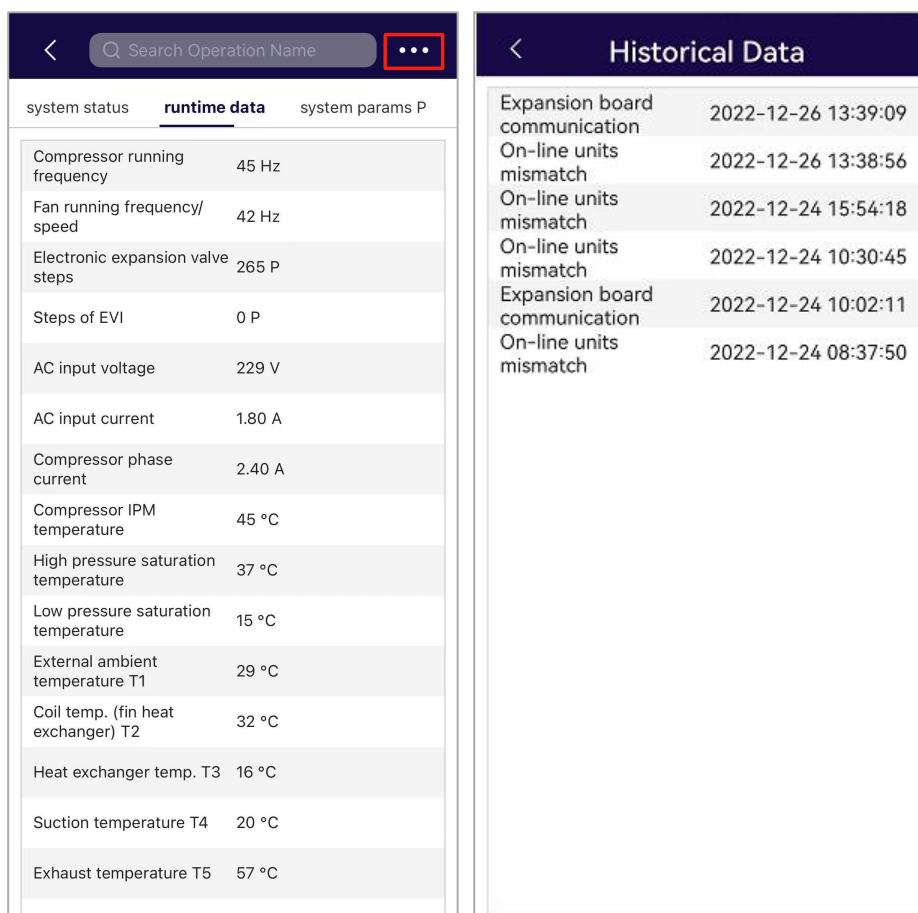 Search Operation Name
system status runtime data system params P
Compressor running
frequency
45 Hz
Fan running frequency/
speed
42 Hz
Electronic expansion valve
steps
265 P
Steps of EVI
0 P
AC input voltage
229 V
AC input current
1.80 A
Compressor phase
current
2.40 A
Compressor IPM
temperature
45 °C
High pressure saturation
temperature
37 °C
Low pressure saturation
temperature
15 °C
External ambient
temperature T1
29 °C
Coil temp. (fin heat
exchanger) T2
32 °C
Heat exchanger temp. T3
16 °C
Suction temperature T4
20 °C
Exhaust temperature T5
57 °C
Historical Data
Expansion board
communication
2022-12-26 13:39:09
On-line units
mismatch
2022-12-26 13:38:56
On-line units
mismatch
2022-12-24 15:54:18
On-line units
mismatch
2022-12-24 10:30:45
Expansion board
communication
2022-12-24 10:02:11
On-line units
mismatch
2022-12-24 08:37:50